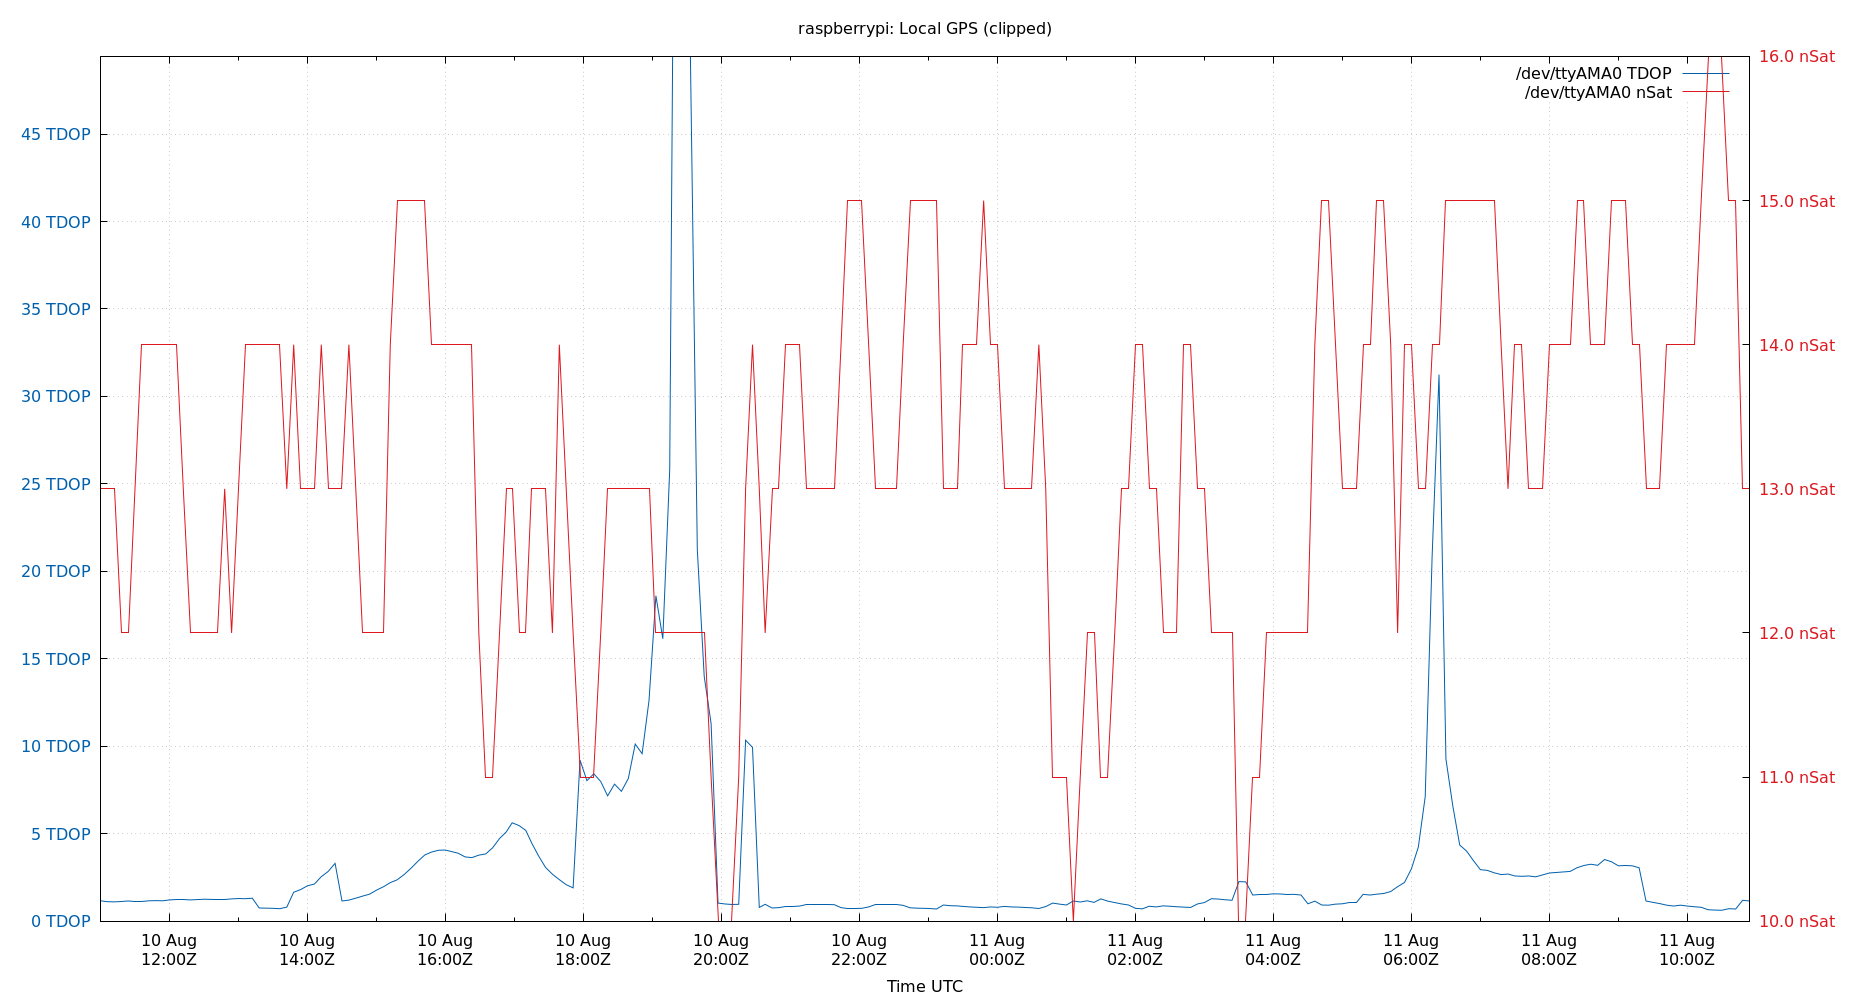 raspberrypi: Local GPS (clipped)
/dev/ttyAMA0 TDOP
/dev/ttyAMA0 nSat
45 TDOP
40 TDOP
35 TDOP
30 TDOP
25 TDOP
20 TDOP
15 TDOP
10 TDOP
5 TDOP
0 TDOP
16.0 nSat
15.0 nSat
14.0 nSat
13.0 nSat
12.0 nSat
11.0 nSat
10.0 nSat
10 Aug
12:00Z
10 Aug
14:00Z
10 Aug
16:00Z
10 Aug
18:00Z
10 Aug
20:00Z
10 Aug
22:00Z
11 Aug
00:00Z
11 Aug
02:00Z
11 Aug
04:00Z
11 Aug
06:00Z
11 Aug
08:00Z
11 Aug
10:00Z
Time UTC